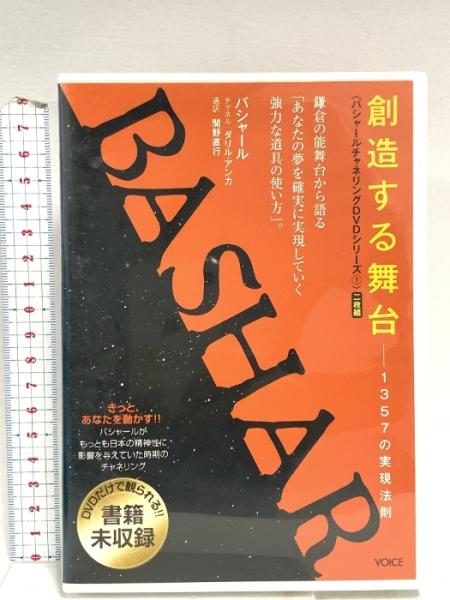 創造する舞台――1357の実現法則
〈バシャールチャネリングDVDシリーズ①〉二枚組
鎌倉の能舞台から語る
「あなたの夢を確実に実現していく
強力な道具の使い方」。
バシャール
チャネル ダリル・アンカ
通訳 関野直行
BASHAR
きっと、
あなたを動かす!!
バシャールが
もっとも日本の精神性に
影響を与えていた時期の
チャネリング
DVDだけで観られる!!
書籍
未収録
VOICE